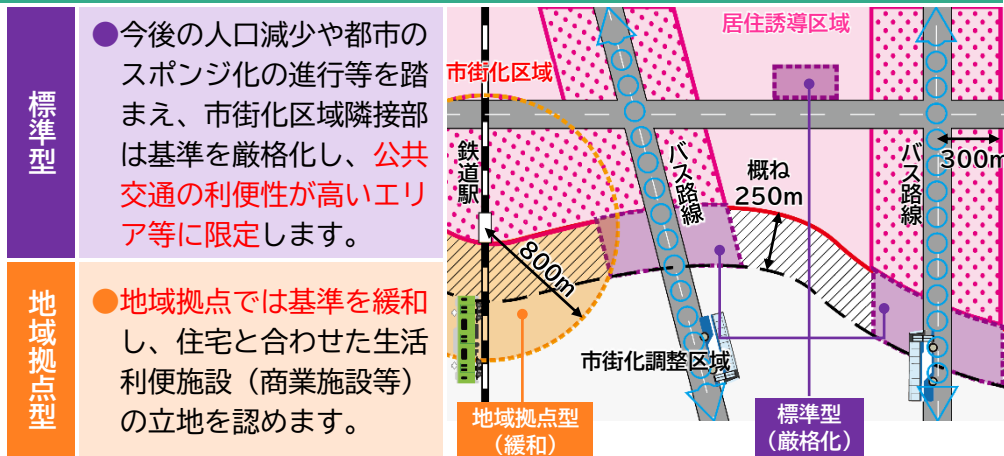 標準型
●今後の人口減少や都市の
スポンジ化の進行等を踏
まえ、市街化区域隣接部
は基準を厳格化し、公共
交通の利便性が高いエリ
ア等に限定します。
地域拠点型
●地域拠点では基準を緩和
し、住宅と合わせた生活
利便施設（商業施設等）
の立地を認めます。
居住誘導区域
市街化区域
鉄道駅
バス路線
概ね
250m
バス路線
300m
800m
市街化調整区域
地域拠点型
（緩和）
標準型
（厳格化）